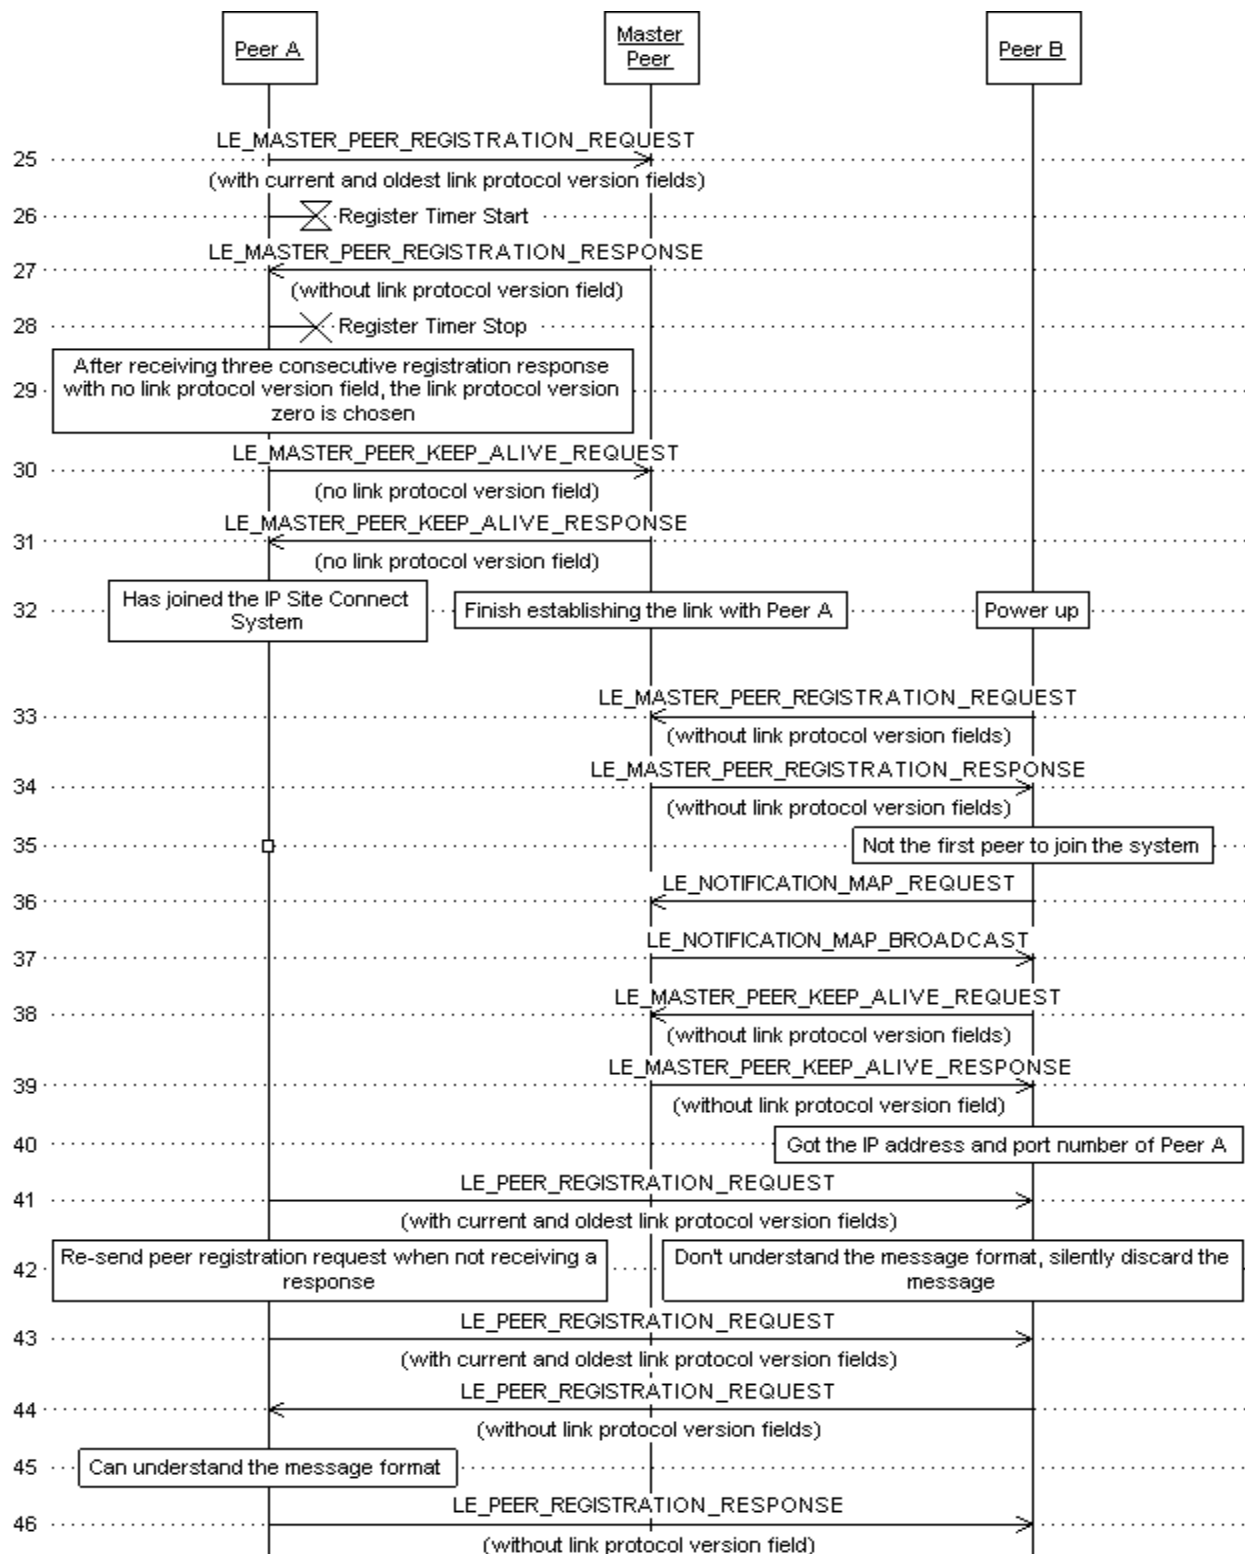 Peer A
Master
Peer
Peer B
LE_MASTER_PEER_REGISTRATION_REQUEST
25
(with current and oldest link protocol version fields)
26
Register Timer Start
LE_MASTER_PEER_REGISTRATION_RESPONSE
27
(without link protocol version field)
28
Register Timer Stop
After receiving three consecutive registration response
29
with no link protocol version field, the link protocol version
zero is chosen
LE_MASTER_PEER_KEEP_ALIVE_REQUEST
30
(no link protocol version field)
LE_MASTER_PEER_KEEP_ALIVE_RESPONSE
31
(no link protocol version field)
32
Has joined the IP Site Connect
System
Finish establishing the link with Peer A
Power up
LE_MASTER_PEER_REGISTRATION_REQUEST
33
(without link protocol version fields)
LE_MASTER_PEER_REGISTRATION_RESPONSE
34
(without link protocol version fields)
35
Not the first peer to join the system
LE_NOTIFICATION_MAP_REQUEST
36
LE_NOTIFICATION_MAP_BROADCAST
37
LE_MASTER_PEER_KEEP_ALIVE_REQUEST
38
(without link protocol version fields)
LE_MASTER_PEER_KEEP_ALIVE_RESPONSE
39
(without link protocol version field)
40
Got the IP address and port number of Peer A
LE_PEER_REGISTRATION_REQUEST
41
(with current and oldest link protocol version fields)
42
Re-send peer registration request when not receiving a
response
Don't understand the message format, silently discard the
message
LE_PEER_REGISTRATION_REQUEST
43
(with current and oldest link protocol version fields)
LE_PEER_REGISTRATION_REQUEST
44
(without link protocol version fields)
45
Can understand the message format
LE_PEER_REGISTRATION_RESPONSE
46
(without link protocol version field)